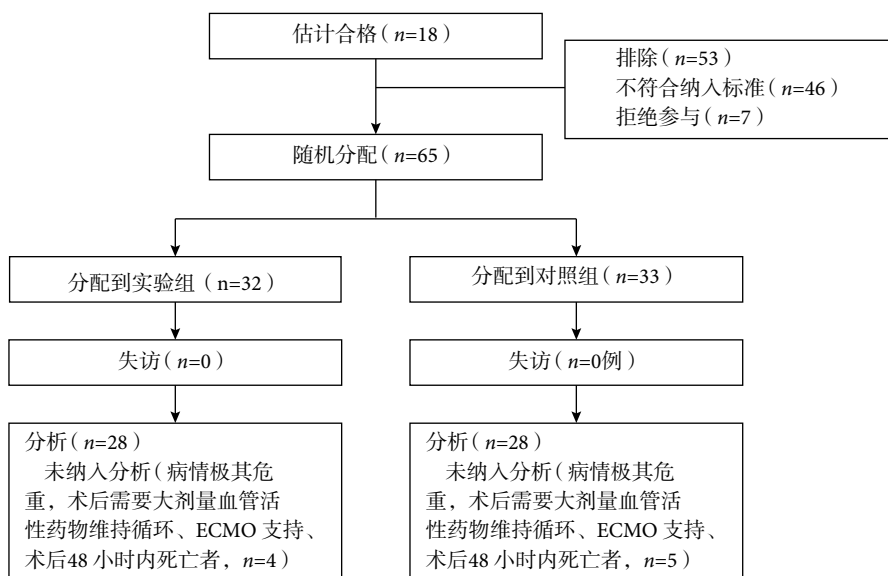 估计合格（n=18）
排除（n=53）
不符合纳入标准（n=46）
拒绝参与（n=7）
随机分配（n=65）
分配到实验组（n=32）
分配到对照组（n=33）
失访（n=0）
失访（n=0例）
分析（n=28）
未纳入分析（病情极其危
重，术后需要大剂量血管活
性药物维持循环、ECMO 支持、
术后48 小时内死亡者，n=4）
分析（n=28）
未纳入分析（病情极其危
重，术后需要大剂量血管活
性药物维持循环、ECMO 支持、
术后48 小时内死亡者，n=5）